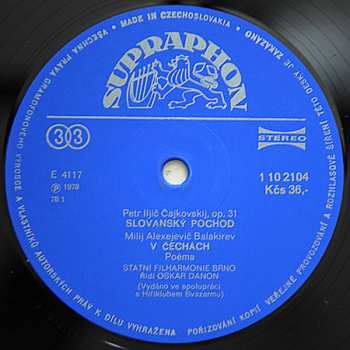 • MADE IN CZECHOSLOVAKIA •
VŠECHNA PRÁVA GRAMOFONOVÉHO VÝROBCE A VLASTNÍKŮ AUTORSKÝCH PRÁV K DÍLU VYHRAŽENA • POŘIZOVÁNÍ KOPIÍ VEŘEJNÉ PROVOZOVÁNÍ A ROZHLASOVÉ ŠÍŘENÍ TÉTO DESKY JE ZAKÁZÁNO
SUPRAPHON
33
STEREO
E 4117
℗ 1978
1 10 2104
Kčs 36,-
Petr Iljič Čajkovskij, op. 31
SLOVANSKÝ POCHOD
Milij Alexejevič Balakirev
V ČECHÁCH
Poéma
STÁTNÍ FILHARMONIE BRNO
Řídí OSKAR DANON
(Vydáno ve spolupráci
s Hifiklubem Svazarmu)